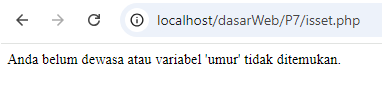 localhost/dasarWeb/P7/isset.php
Anda belum dewasa atau variabel 'umur' tidak ditemukan.